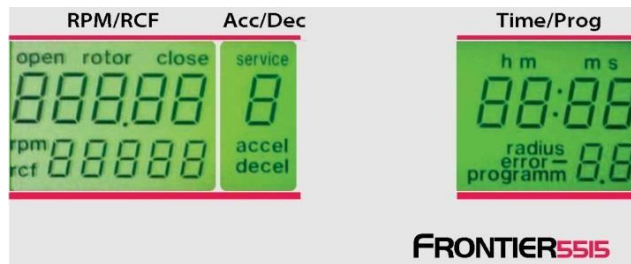 RPM/RCF Acc/Dec Time/Prog
open rotor close service h m m s
888.88 8 88:88
rpm 88888 accel radius
rcf decel error
programm 8.8
FRONTIER5515